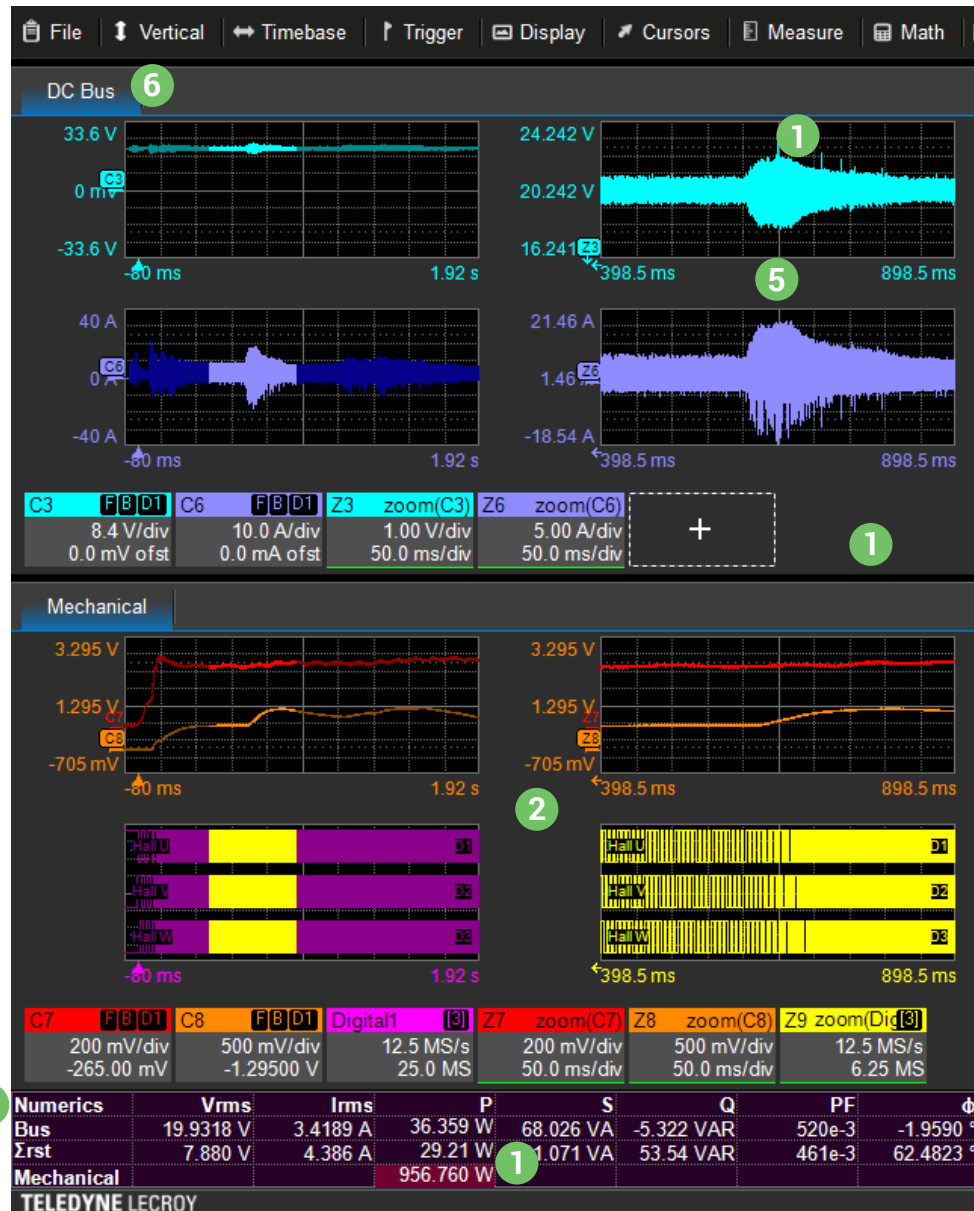 File Vertical Timebase Trigger Display Cursors Measure Math
DC Bus 6
33.6 V
C3
0 mV
-33.6 V
-80 ms 1.92 s
24.242 V 1
20.242 V
16.241 Z3
398.5 ms 898.5 ms
5
40 A
C6
0 A
-40 A
-80 ms 1.92 s
21.46 A
Z6
1.46
-18.54 A
398.5 ms 898.5 ms
C3 F B D1 C6 F B D1 Z3 zoom(C3) Z6 zoom(C6)
8.4 V/div 10.0 A/div 1.00 V/div 5.00 A/div +
0.0 mV ofst 0.0 mA ofst 50.0 ms/div 50.0 ms/div
1
Mechanical
3.295 V
1.295 V
C7
C8
-705 mV
-80 ms 1.92 s
3.295 V
1.295 V
Z7
Z8
-705 mV
398.5 ms 898.5 ms
2
Hall U D1
Hall V D2
Hall W D3
-80 ms 1.92 s
Hall U D1
Hall V D2
Hall W D3
398.5 ms 898.5 ms
C7 F B D1 C8 F B D1 Digital1 [3] Z7 zoom(C7) Z8 zoom(C8) Z9 zoom(Dig [3]
200 mV/div 500 mV/div 12.5 MS/s 200 mV/div 500 mV/div 12.5 MS/s
-265.00 mV -1.29500 V 25.0 MS 50.0 ms/div 50.0 ms/div 6.25 MS
Numerics Vrms Irms P S Q PF ϕ
Bus 19.9318 V 3.4189 A 36.359 W 68.026 VA -5.322 VAR 520e-3 -1.9590 °
Σrst 7.880 V 4.386 A 29.21 W 1.071 VA 53.54 VAR 461e-3 62.4823 °
Mechanical 956.760 W 1
TELEDYNE LECROY